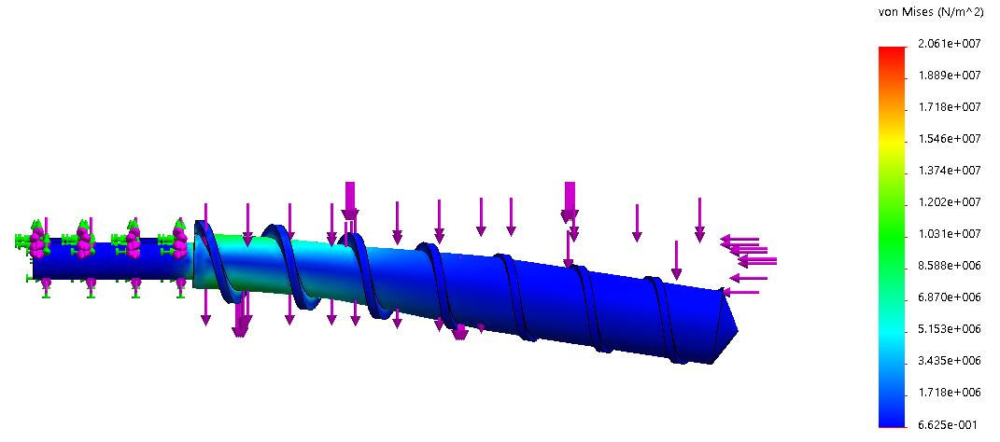 von Mises (N/m^2)
2.061e+007
1.889e+007
1.718e+007
1.546e+007
1.374e+007
1.202e+007
1.031e+007
8.588e+006
6.870e+006
5.153e+006
3.435e+006
1.718e+006
6.625e-001